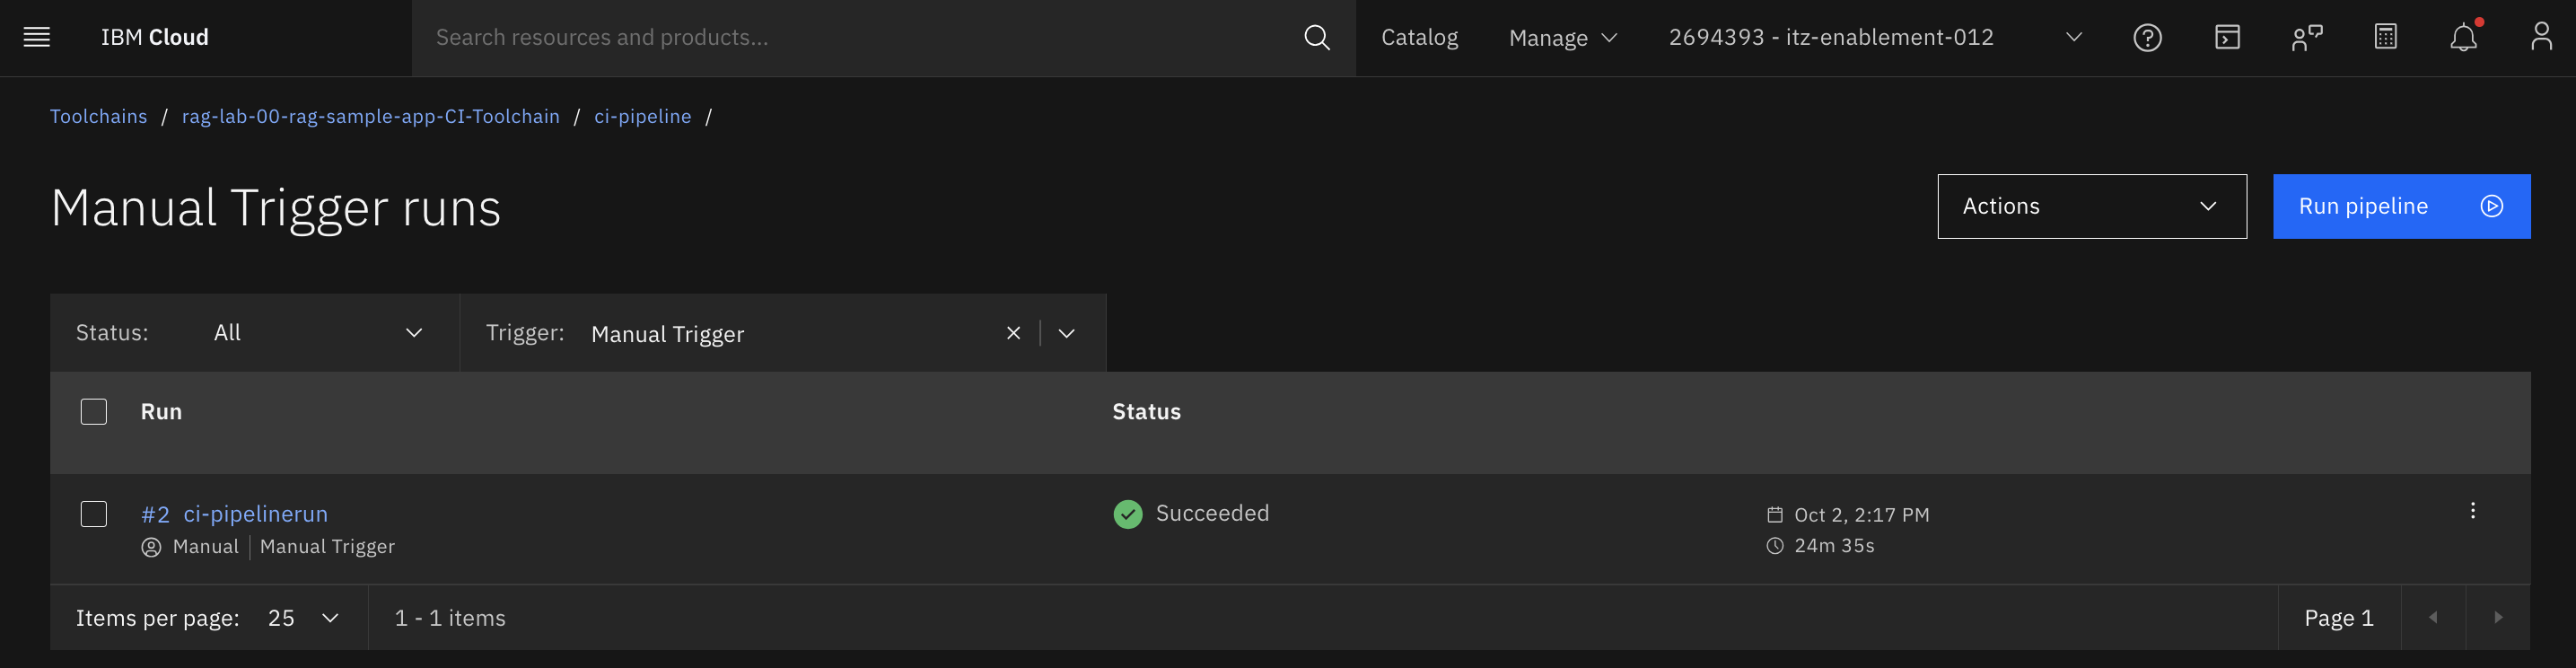 IBM Cloud
Search resources and products...
Catalog
Manage
2694393 - itz-enablement-012
Toolchains / rag-lab-00-rag-sample-app-CI-Toolchain / ci-pipeline /
Manual Trigger runs
Actions
Run pipeline
Status: All
Trigger: Manual Trigger
Run
Status
#2 ci-pipelinerun
Manual | Manual Trigger
Succeeded
Oct 2, 2:17 PM
24m 35s
Items per page: 25
1 - 1 items
Page 1